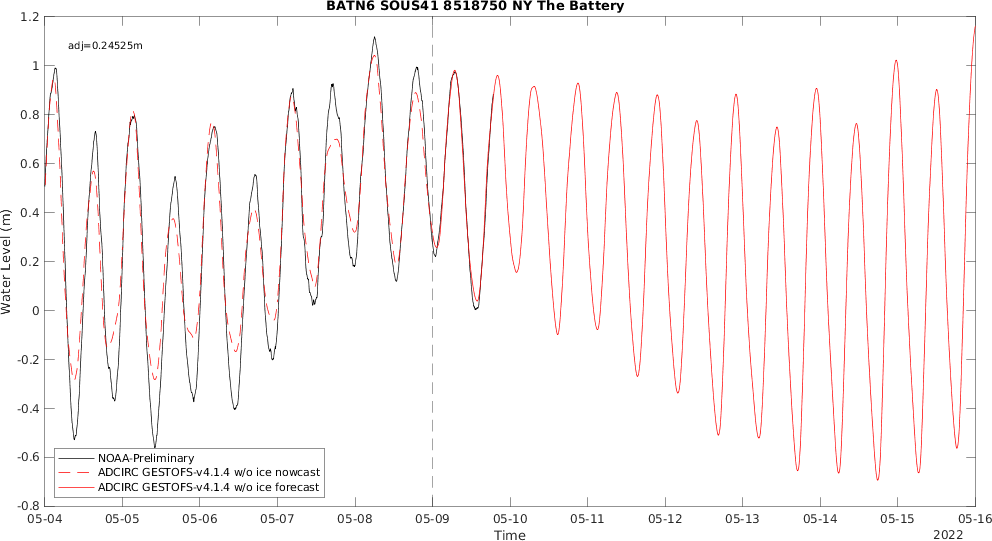 BATN6 SOUS41 8518750 NY The Battery
adj=0.24525m
1.2
1
0.8
0.6
0.4
0.2
0
-0.2
-0.4
-0.6
-0.8
Water Level (m)
NOAA-Preliminary
ADCIRC GESTOFS-v4.1.4 w/o ice nowcast
ADCIRC GESTOFS-v4.1.4 w/o ice forecast
05-04 05-05 05-06 05-07 05-08 05-09 05-10 05-11 05-12 05-13 05-14 05-15 05-16
Time
2022